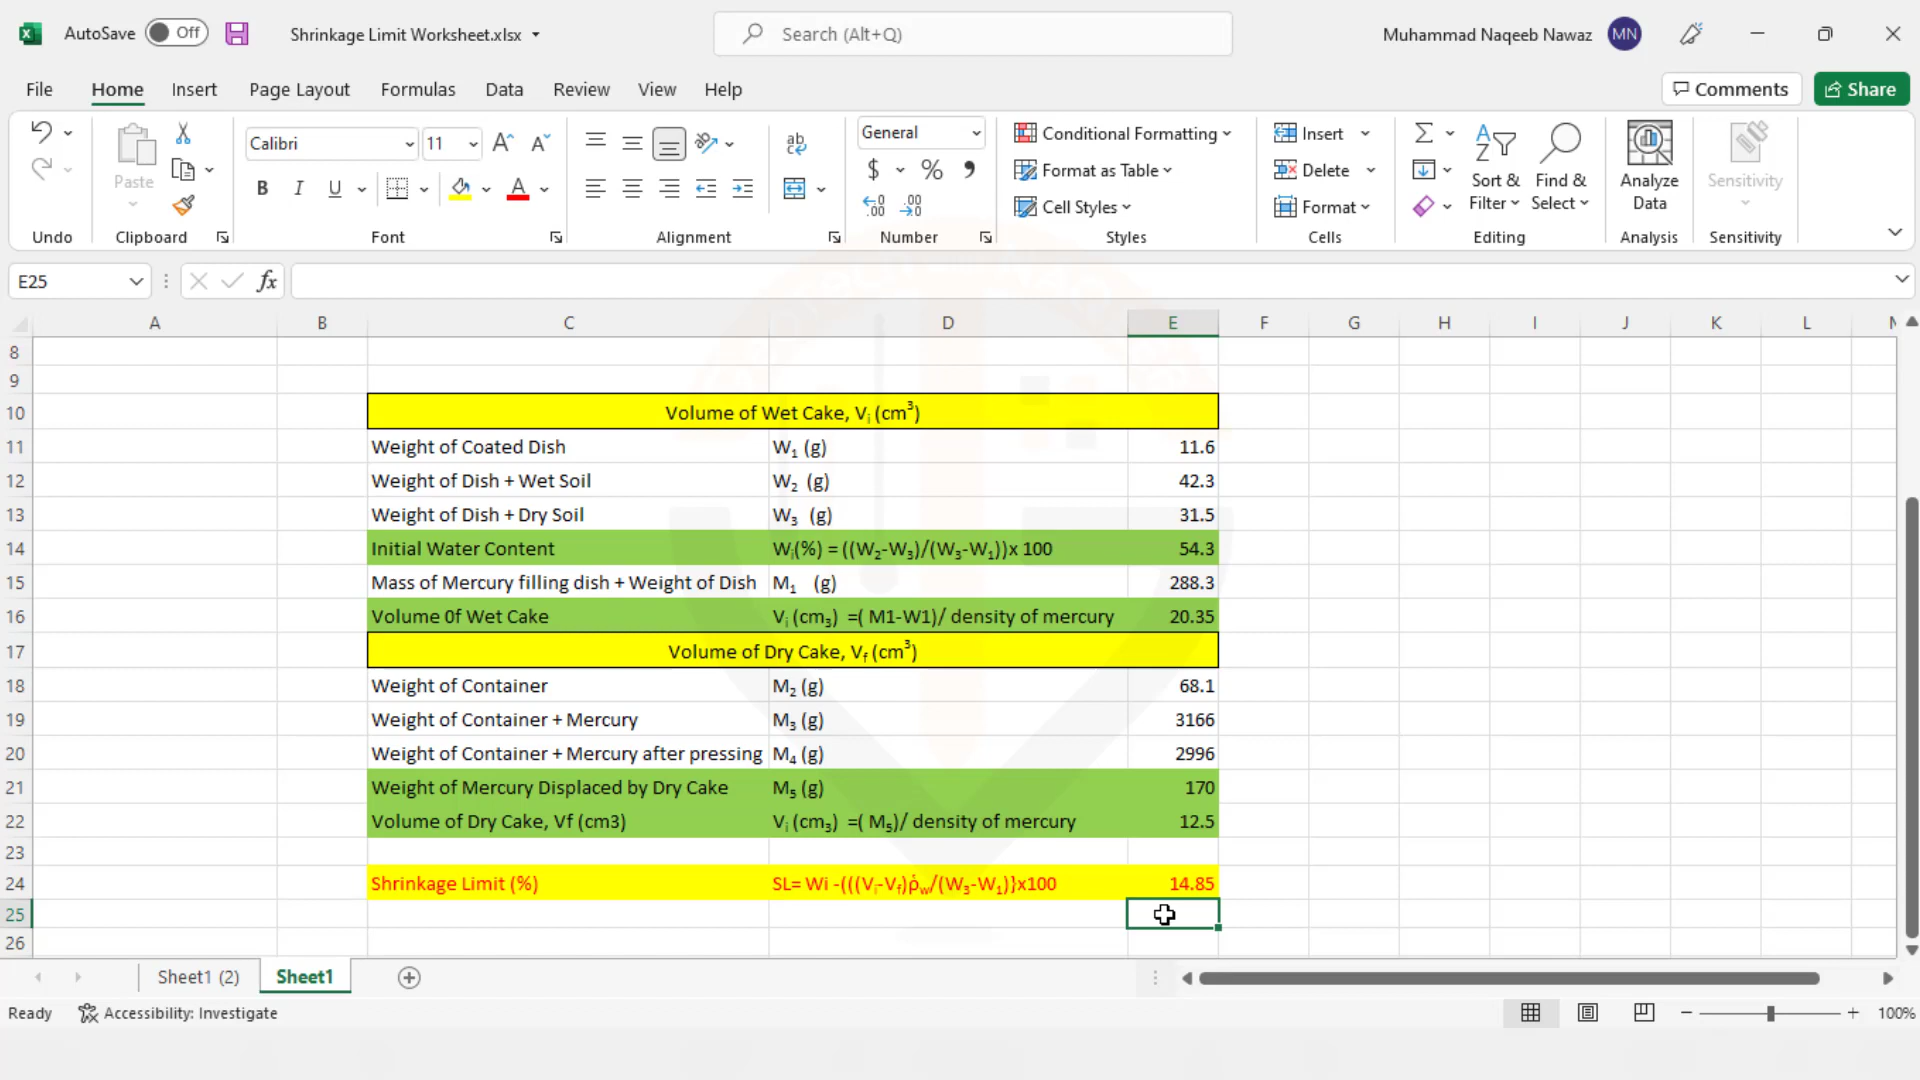 AutoSave Off Shrinkage Limit Worksheet.xlsx Search (Alt+Q) Muhammad Naqeeb Nawaz MN
File Home Insert Page Layout Formulas Data Review View Help Comments Share
Calibri 11 General Conditional Formatting Insert
Paste Format as Table Delete Sort & Filter Find & Select Analyze Data Sensitivity
B I U $ % Cell Styles Format
Undo Clipboard Font Alignment Number Styles Cells Editing Analysis Sensitivity
E25 fx
A B C D E F G H I J K L
8
9
10 Volume of Wet Cake, Vᵢ (cm³)
11 Weight of Coated Dish W₁ (g) 11.6
12 Weight of Dish + Wet Soil W₂ (g) 42.3
13 Weight of Dish + Dry Soil W₃ (g) 31.5
14 Initial Water Content Wᵢ(%) = ((W₂-W₃)/(W₃-W₁))x 100 54.3
15 Mass of Mercury filling dish + Weight of Dish M₁ (g) 288.3
16 Volume 0f Wet Cake Vᵢ (cm₃) =( M1-W1)/ density of mercury 20.35
17 Volume of Dry Cake, Vf (cm³)
18 Weight of Container M₂ (g) 68.1
19 Weight of Container + Mercury M₃ (g) 3166
20 Weight of Container + Mercury after pressing M₄ (g) 2996
21 Weight of Mercury Displaced by Dry Cake M₅ (g) 170
22 Volume of Dry Cake, Vf (cm3) Vᵢ (cm₃) =( M₅)/ density of mercury 12.5
23
24 Shrinkage Limit (%) SL= Wi -(((Vᵢ-Vf)ρ̇w/(W₃-W₁)}x100 14.85
25
26
Sheet1 (2) Sheet1
Ready Accessibility: Investigate 100%